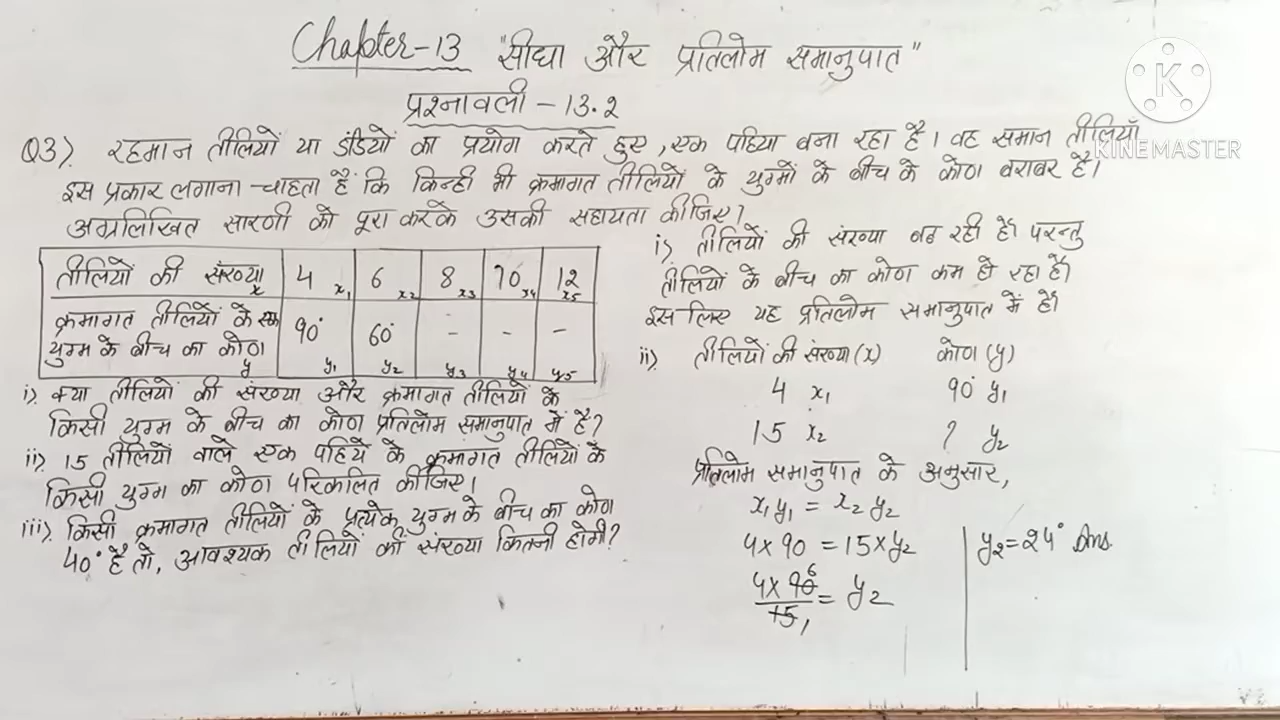 Chapter-13 "सीधा और प्रतिलोम समानुपात"
प्रश्नावली - 13.2
Q3) रहमान तीलियों या डंडियों का प्रयोग करते हुए, एक पहिया बना रहा है। वह समान तीलियाँ
इस प्रकार लगाना चाहता है कि किन्ही भी क्रमागत तीलियों के युग्मों के बीच के कोण बराबर है।
अग्रलिखित सारणी को पूरा करके उसकी सहायता कीजिए।
तीलियों की संख्या x 4 x₁ 6 x₂ 8 x₃ 10 x₄ 12 x₅
क्रमागत तीलियों के एक
युग्म के बीच का कोण y 90° y₁ 60° y₂ - y₃ - y₄ - y₅
i). क्या तीलियों की संख्या और क्रमागत तीलियों के
किसी युग्म के बीच का कोण प्रतिलोम समानुपात में है?
ii). 15 तीलियों वाले एक पहिये के क्रमागत तीलियों के
किसी युग्म का कोण परिकलित कीजिए।
iii). किसी क्रमागत तीलियों के प्रत्येक युग्म के बीच का कोण
40° है तो, आवश्यक तीलियों की संख्या कितनी होगी?
i) तीलियों की संख्या बढ रही है। परन्तु
तीलियों के बीच का कोण कम हो रहा है।
इसलिए यह प्रतिलोम समानुपात में है।
ii). तीलियों की संख्या (x) कोण (y)
4 x₁ 90° y₁
15 x₂ ? y₂
प्रतिलोम समानुपात के अनुसार,
x₁y₁ = x₂y₂
4 x 90 = 15 x y₂
4 x 90 6
15 1 = y₂
y₂ = 24° Ans
K
KINEMASTER